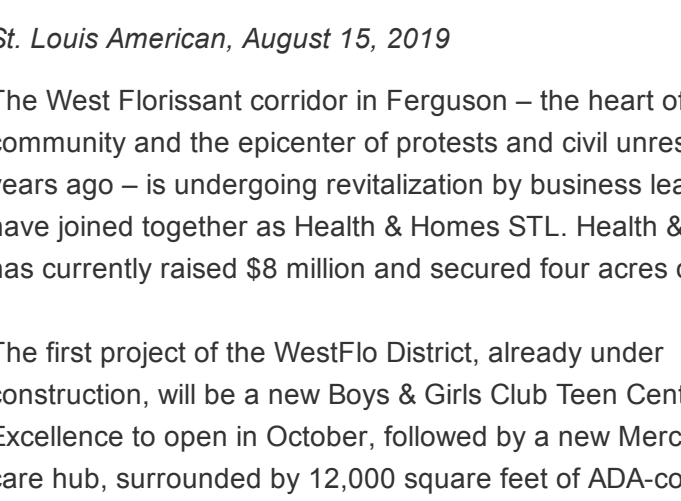 St. Louis American, August 15, 2019
The West Florissant corridor in Ferguson – the heart of
community and the epicenter of protests and civil unres
years ago – is undergoing revitalization by business lea
have joined together as Health & Homes STL. Health &
has currently raised $8 million and secured four acres o
The first project of the WestFlo District, already under
construction, will be a new Boys & Girls Club Teen Cent
Excellence to open in October, followed by a new Merc
care hub, surrounded by 12,000 square feet of ADA-co